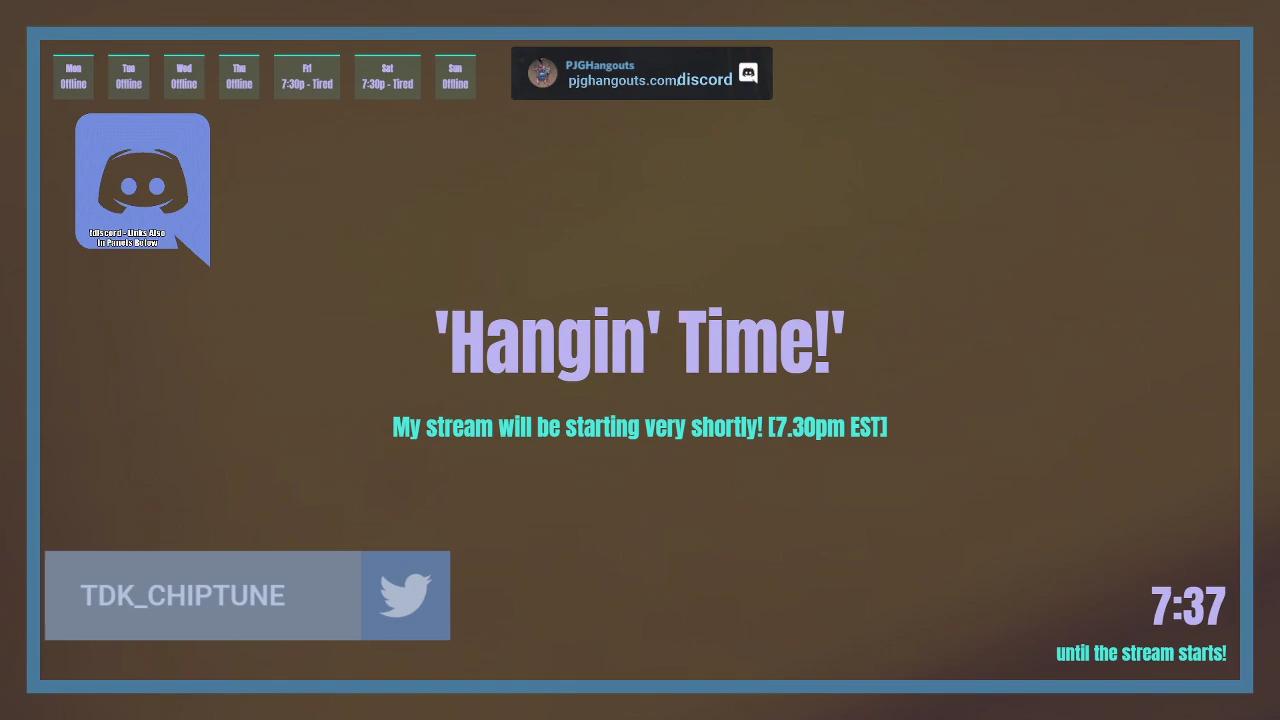 Mon
Offline
Tue
Offline
Wed
Offline
Thu
Offline
Fri
7:30p - Tired
Sat
7:30p - Tired
Sun
Offline
PJGHangouts
pjghangouts.com/discord
!discord - Links Also
In Panels Below
'Hangin' Time!'
My stream will be starting very shortly! [7.30pm EST]
TDK_CHIPTUNE
7:37
until the stream starts!